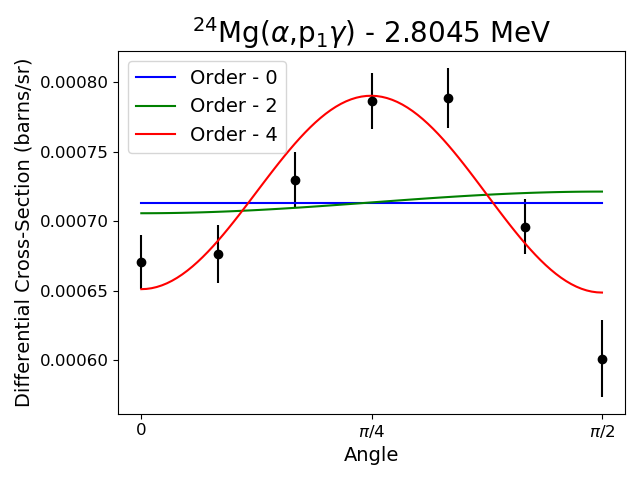 ²⁴Mg(α,p₁γ) - 2.8045 MeV
Order - 0
Order - 2
Order - 4
Differential Cross-Section (barns/sr)
0.00080
0.00075
0.00070
0.00065
0.00060
0
π/4
π/2
Angle